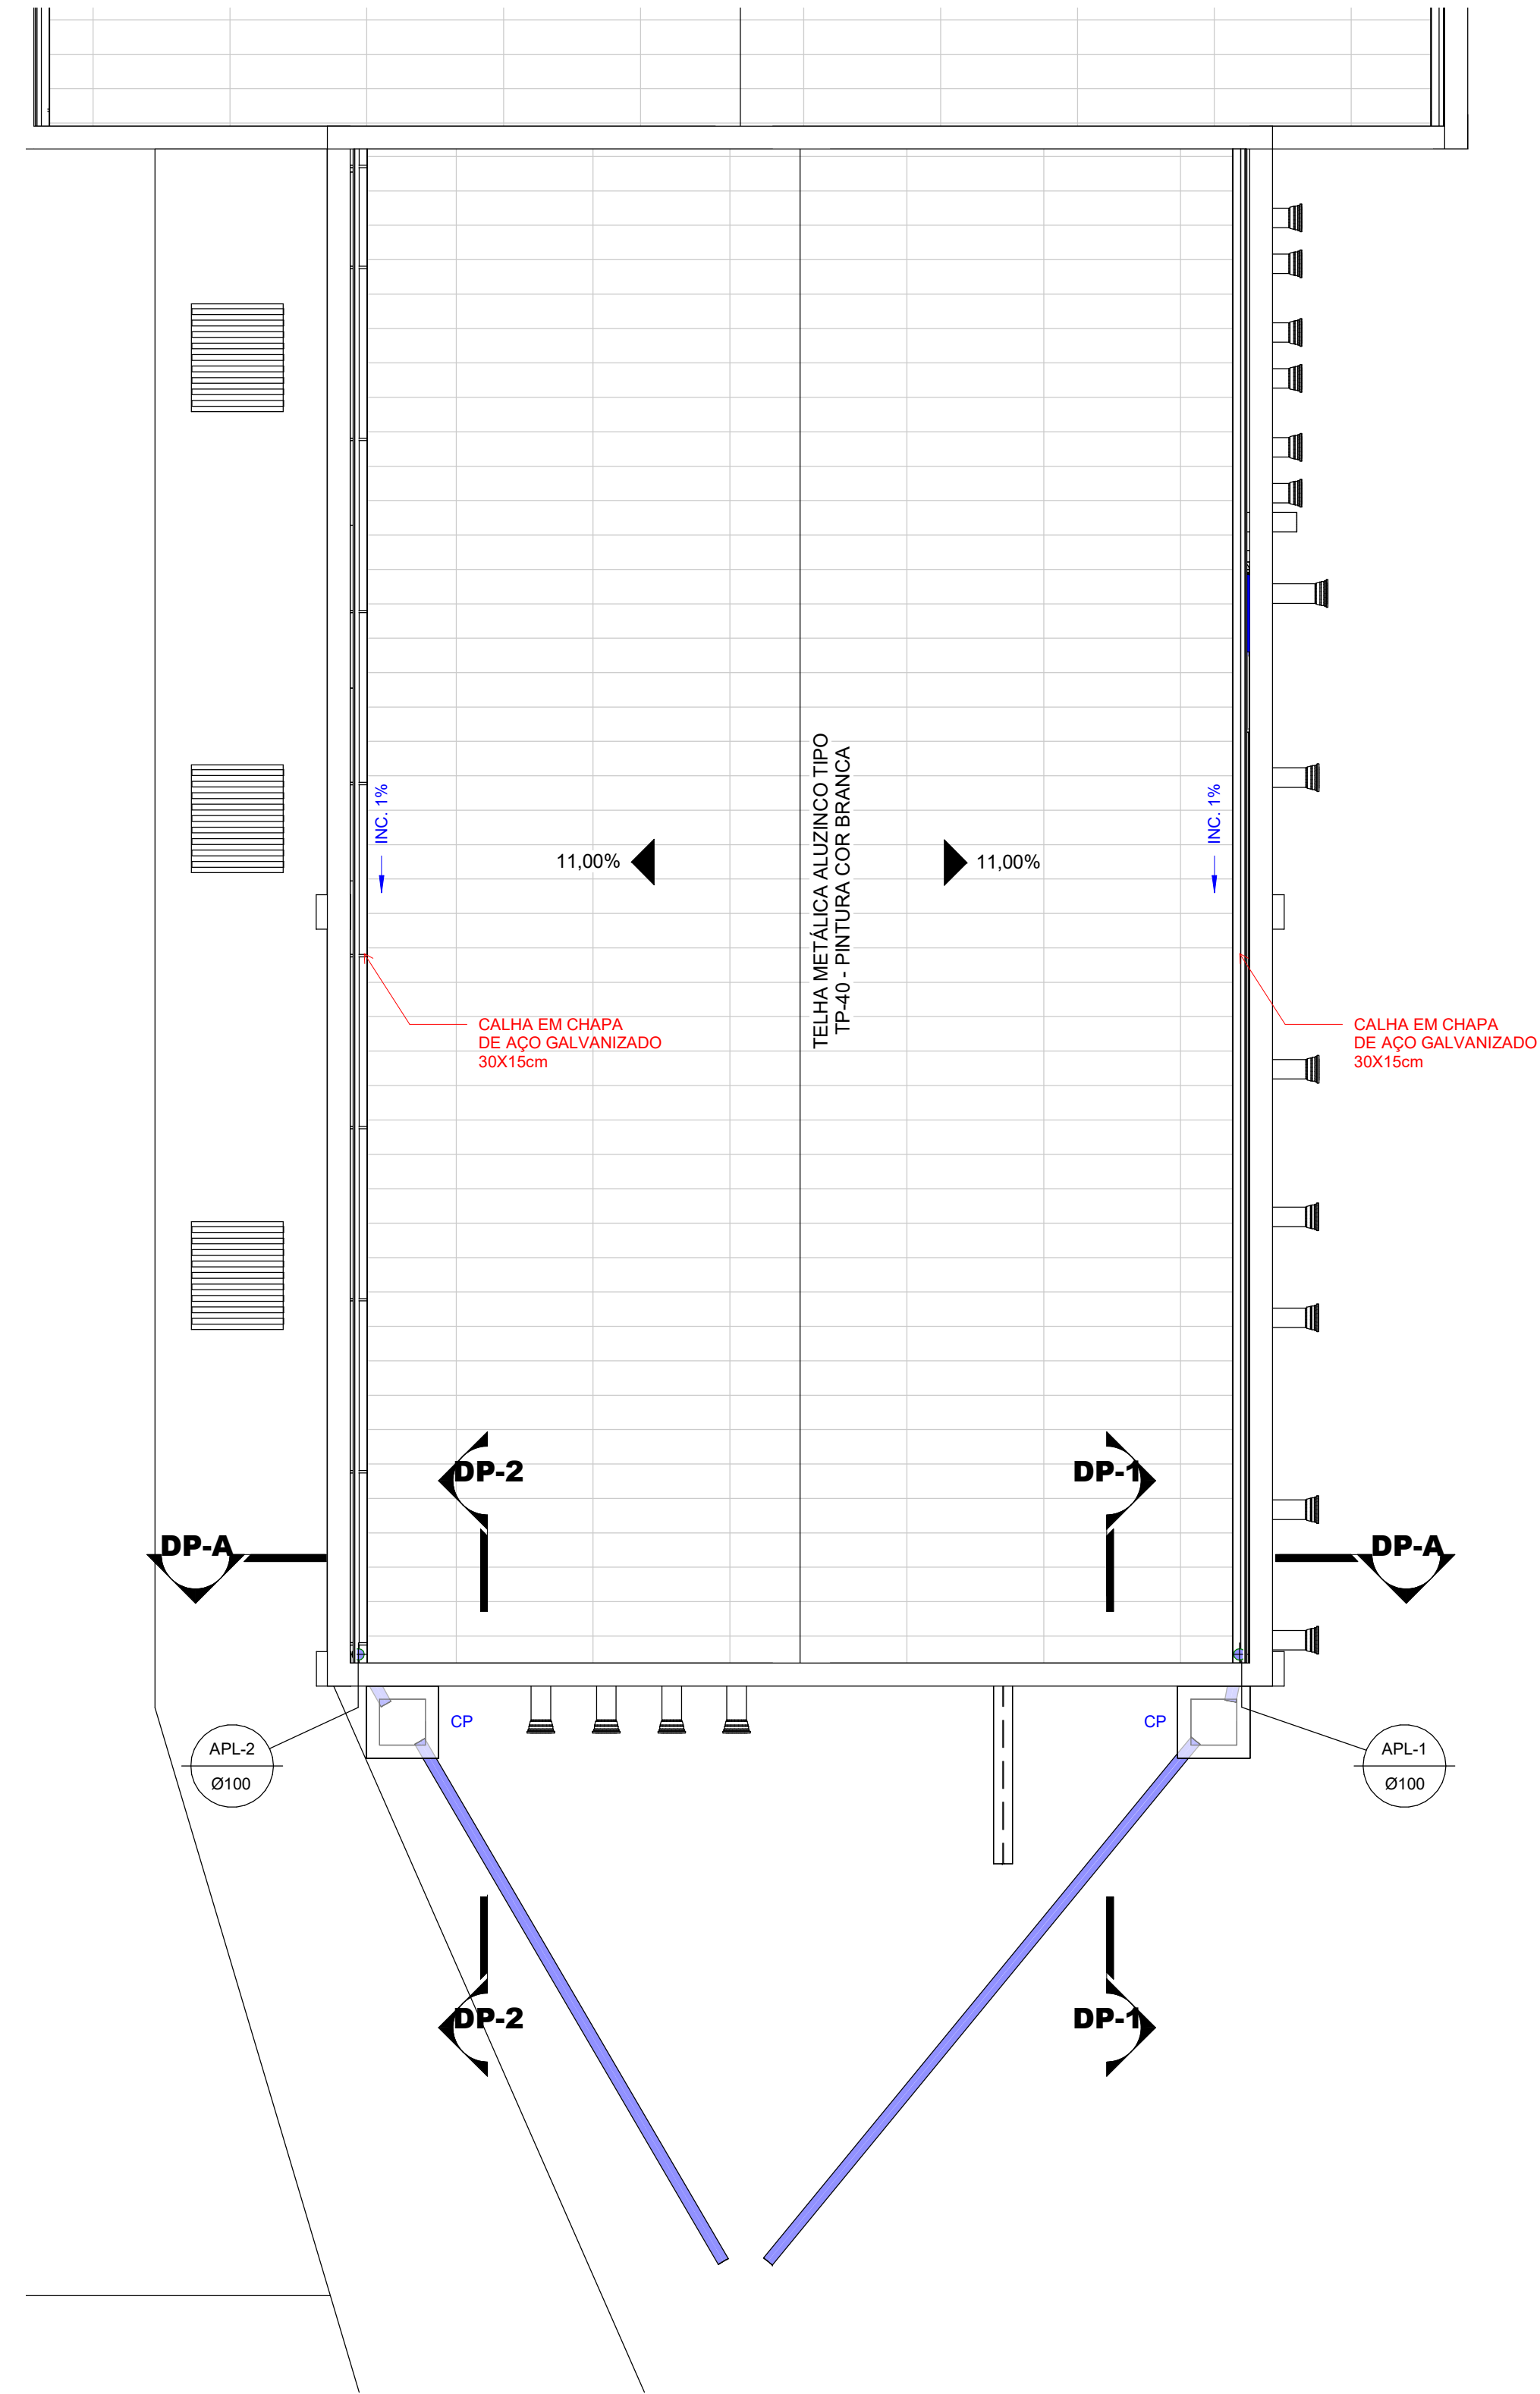 INC. 1%
INC. 1%
TELHA METÁLICA ALUZINCO TIPO
TP-40 - PINTURA COR BRANCA
11,00%
11,00%
CALHA EM CHAPA
DE AÇO GALVANIZADO
30X15cm
CALHA EM CHAPA
DE AÇO GALVANIZADO
30X15cm
DP-2
DP-1
DP-A
DP-A
CP
CP
APL-2
Ø100
APL-1
Ø100
DP-2
DP-1